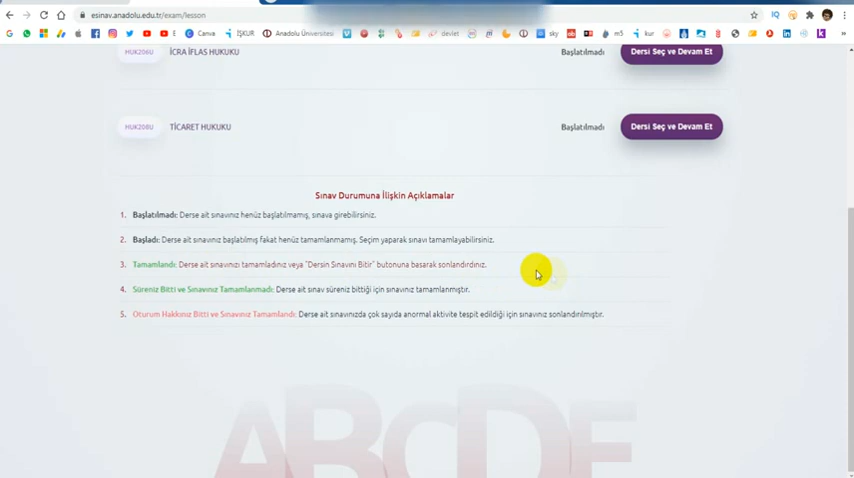 esinav.anadolu.edu.tr/exam/lesson
Canva İŞKUR Anadolu Üniversitesi devlet sky m5 kur
HUK206U İCRA İFLAS HUKUKU Başlatılmadı Dersi Seç ve Devam Et
HUK208U TİCARET HUKUKU Başlatılmadı Dersi Seç ve Devam Et
Sınav Durumuna İlişkin Açıklamalar
1. Başlatılmadı: Derse ait sınavınız henüz başlatılmamış, sınava girebilirsiniz.
2. Başladı: Derse ait sınavınız başlatılmış fakat henüz tamamlanmamış. Seçim yaparak sınavı tamamlayabilirsiniz.
3. Tamamlandı: Derse ait sınavınızı tamamladınız veya "Dersin Sınavını Bitir" butonuna basarak sonlandırdınız.
4. Süreniz Bitti ve Sınavınız Tamamlanmadı: Derse ait sınav süreniz bittiği için sınavınız tamamlanmıştır.
5. Oturum Hakkınız Bitti ve Sınavınız Tamamlandı: Derse ait sınavınızda çok sayıda anormal aktivite tespit edildiği için sınavınız sonlandırılmıştır.
ABCDE